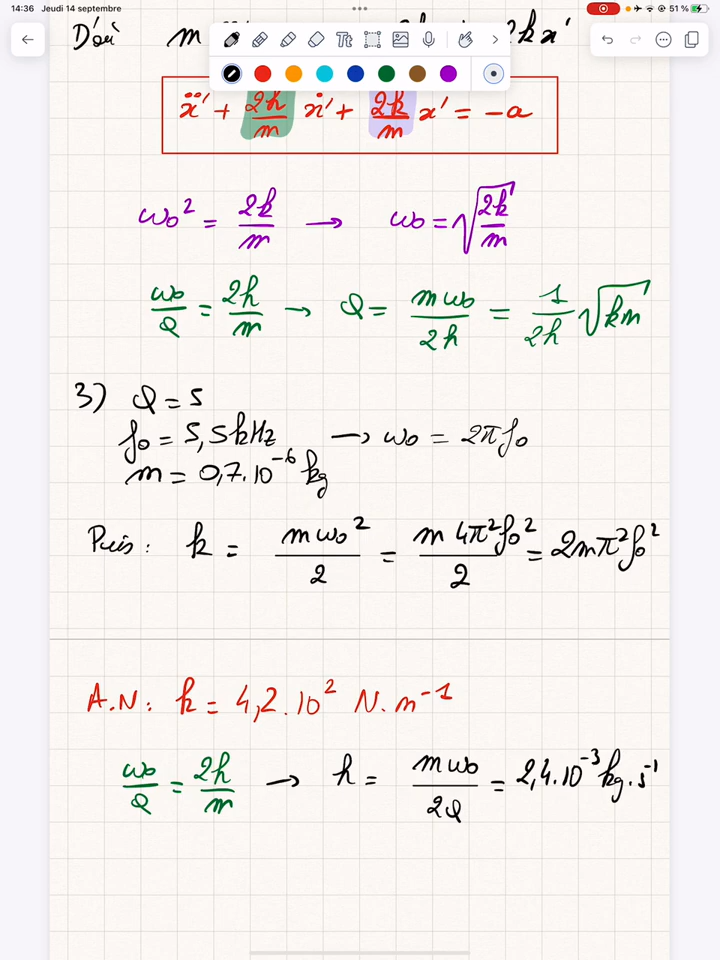 14:36 Jeudi 14 septembre 51 %
D'où m kx'
Tt
ẍ' + 2h/m ẋ' + 2k/m x' = -a
ω₀² = 2k/m → ω₀ = √(2k/m)
ω₀/Q = 2h/m → Q = mω₀/2h = 1/2h √km
3) Q = 5
f₀ = 5,5 kHz → ω₀ = 2πf₀
m = 0,7.10⁻⁶ kg
Puis : k = mω₀²/2 = m4π²f₀²/2 = 2mπ²f₀²
A.N : k = 4,2.10² N.m⁻¹
ω₀/Q = 2h/m → h = mω₀/2Q = 2,4.10⁻³ kg.s⁻¹